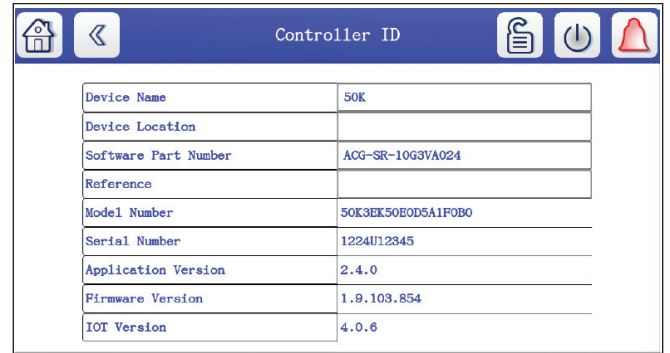 Controller ID
Device Name 50K
Device Location
Software Part Number ACG-SR-10G3VA024
Reference
Model Number 50K3EK50E0D5A1F0B0
Serial Number 1224U12345
Application Version 2.4.0
Firmware Version 1.9.103.854
IOT Version 4.0.6